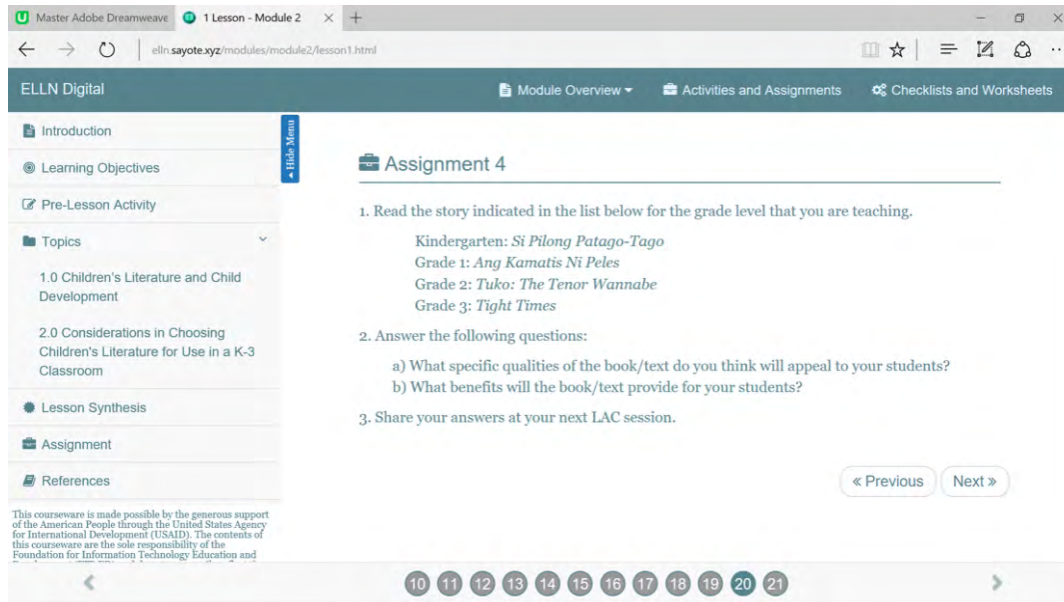 Master Adobe Dreamweave
1 Lesson - Module 2
elln.sayote.xyz/modules/module2/lesson1.html
ELLN Digital
Module Overview
Activities and Assignments
Checklists and Worksheets
Introduction
Learning Objectives
Pre-Lesson Activity
Topics
1.0 Children's Literature and Child
Development
2.0 Considerations in Choosing
Children's Literature for Use in a K-3
Classroom
Lesson Synthesis
Assignment
References
This courseware is made possible by the generous support
of the American People through the United States Agency
for International Development (USAID). The contents of
this courseware are the sole responsibility of the
Foundation for Information Technology Education and
Hide Menu
Assignment 4
1. Read the story indicated in the list below for the grade level that you are teaching.
Kindergarten: Si Pilong Patago-Tago
Grade 1: Ang Kamatis Ni Peles
Grade 2: Tuko: The Tenor Wannabe
Grade 3: Tight Times
2. Answer the following questions:
a) What specific qualities of the book/text do you think will appeal to your students?
b) What benefits will the book/text provide for your students?
3. Share your answers at your next LAC session.
« Previous
Next »
10 11 12 13 14 15 16 17 18 19 20 21